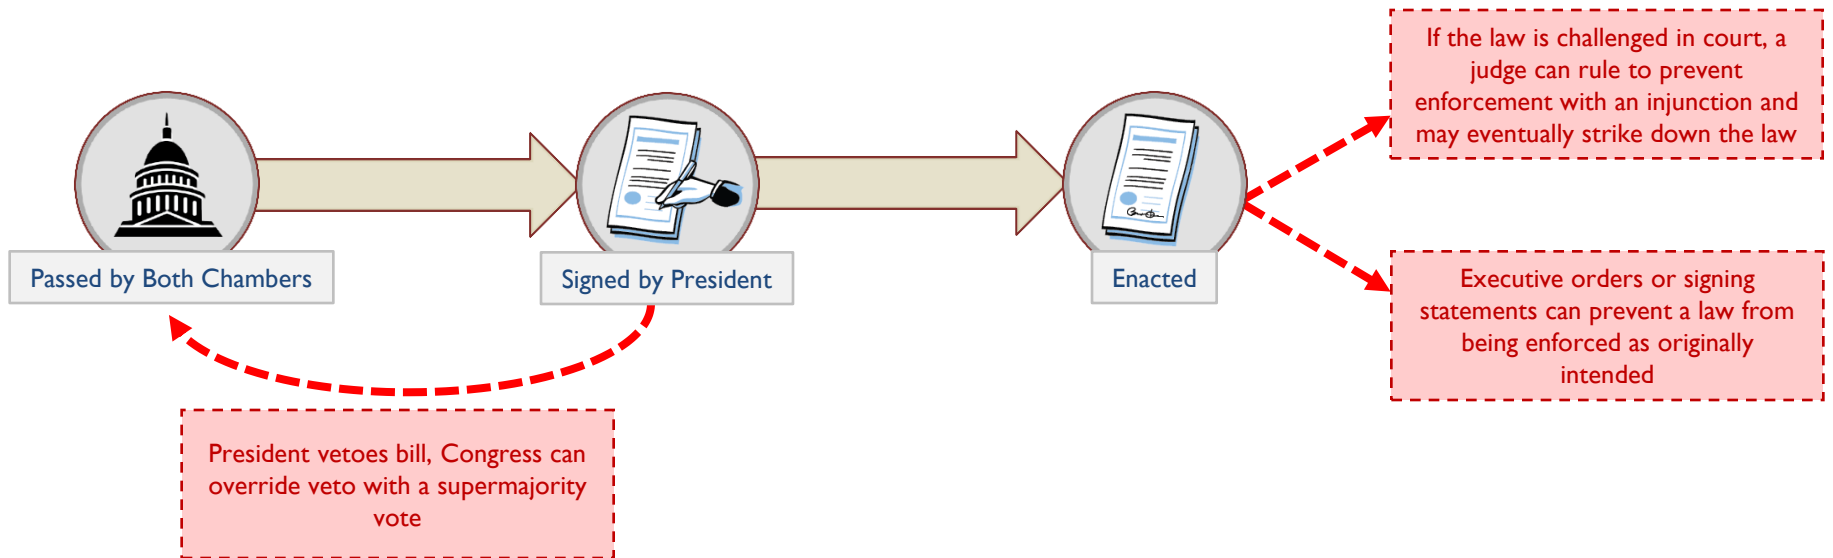 If the law is challenged in court, a
judge can rule to prevent
enforcement with an injunction and
may eventually strike down the law
Passed by Both Chambers
Signed by President
Enacted
Executive orders or signing
statements can prevent a law from
being enforced as originally
intended
President vetoes bill, Congress can
override veto with a supermajority
vote